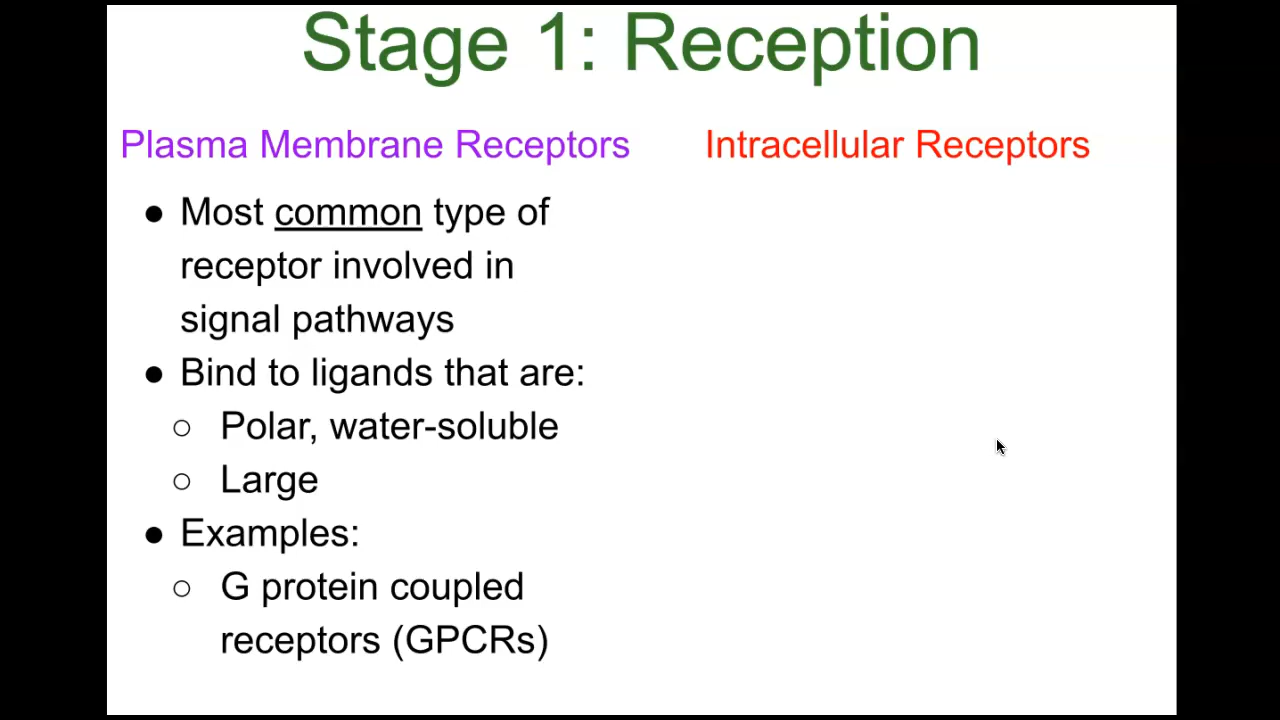 Stage 1: Reception
Plasma Membrane Receptors
● Most common type of
receptor involved in
signal pathways
● Bind to ligands that are:
○ Polar, water-soluble
○ Large
● Examples:
○ G protein coupled
receptors (GPCRs)
Intracellular Receptors